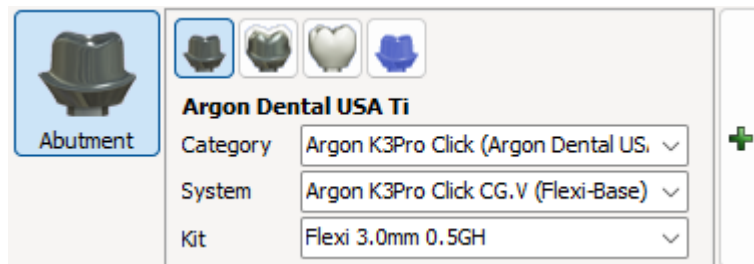 Argon Dental USA Ti
Abutment
Category Argon K3Pro Click (Argon Dental US.
System Argon K3Pro Click CG.V (Flexi-Base)
Kit Flexi 3.0mm 0.5GH